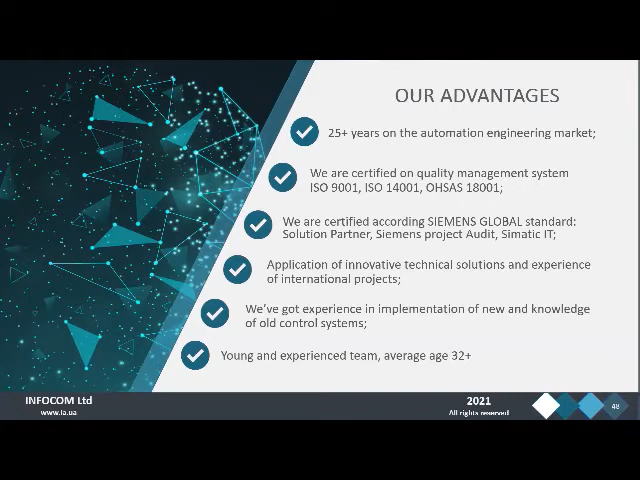 OUR ADVANTAGES
25+ years on the automation engineering market;
We are certified on quality management system
ISO 9001, ISO 14001, OHSAS 18001;
We are certified according SIEMENS GLOBAL standard:
Solution Partner, Siemens project Audit, Simatic IT;
Application of innovative technical solutions and experience
of international projects;
We've got experience in implementation of new and knowledge
of old control systems;
Young and experienced team, average age 32+
INFOCOM Ltd
www.ia.ua
2021
All rights reserved
48